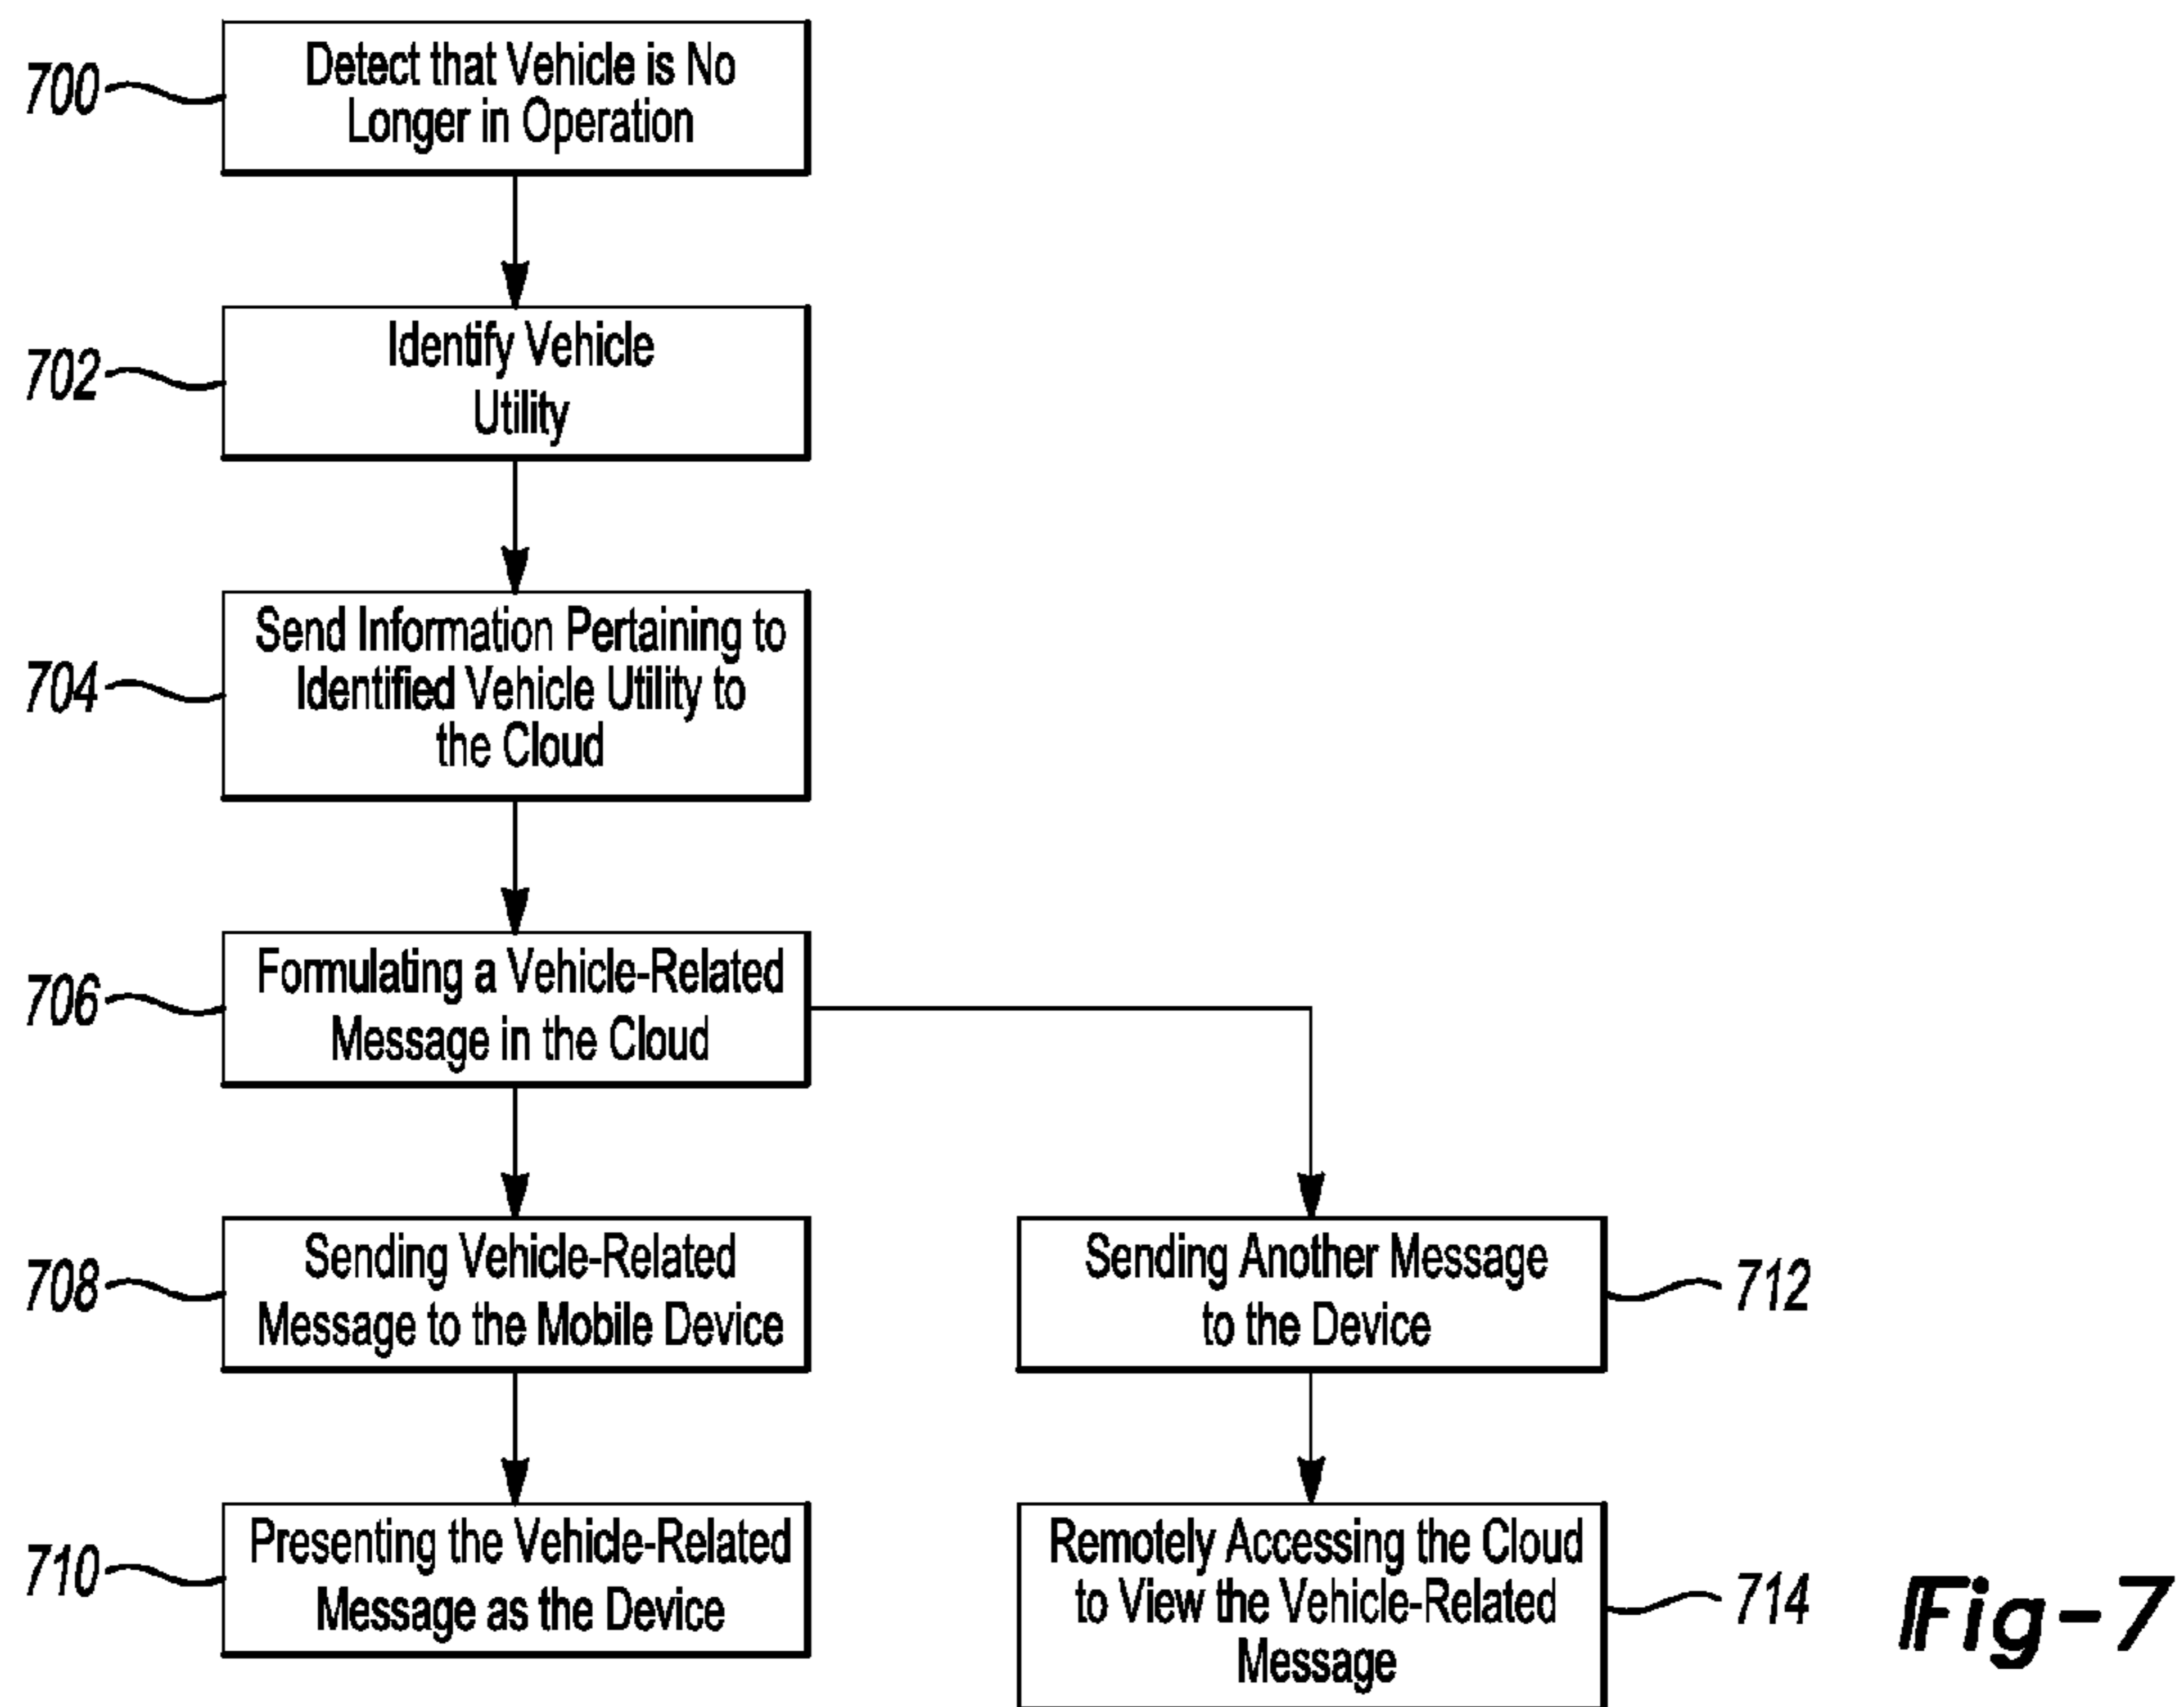 700
Detect that Vehicle is No
Longer in Operation
702
Identify Vehicle
Utility
704
Send Information Pertaining to
Identified Vehicle Utility to
the Cloud
706
Formulating a Vehicle-Related
Message in the Cloud
708
Sending Vehicle-Related
Message to the Mobile Device
Sending Another Message
to the Device
712
710
Presenting the Vehicle-Related
Message as the Device
Remotely Accessing the Cloud
to View the Vehicle-Related
Message
714
Fig-7